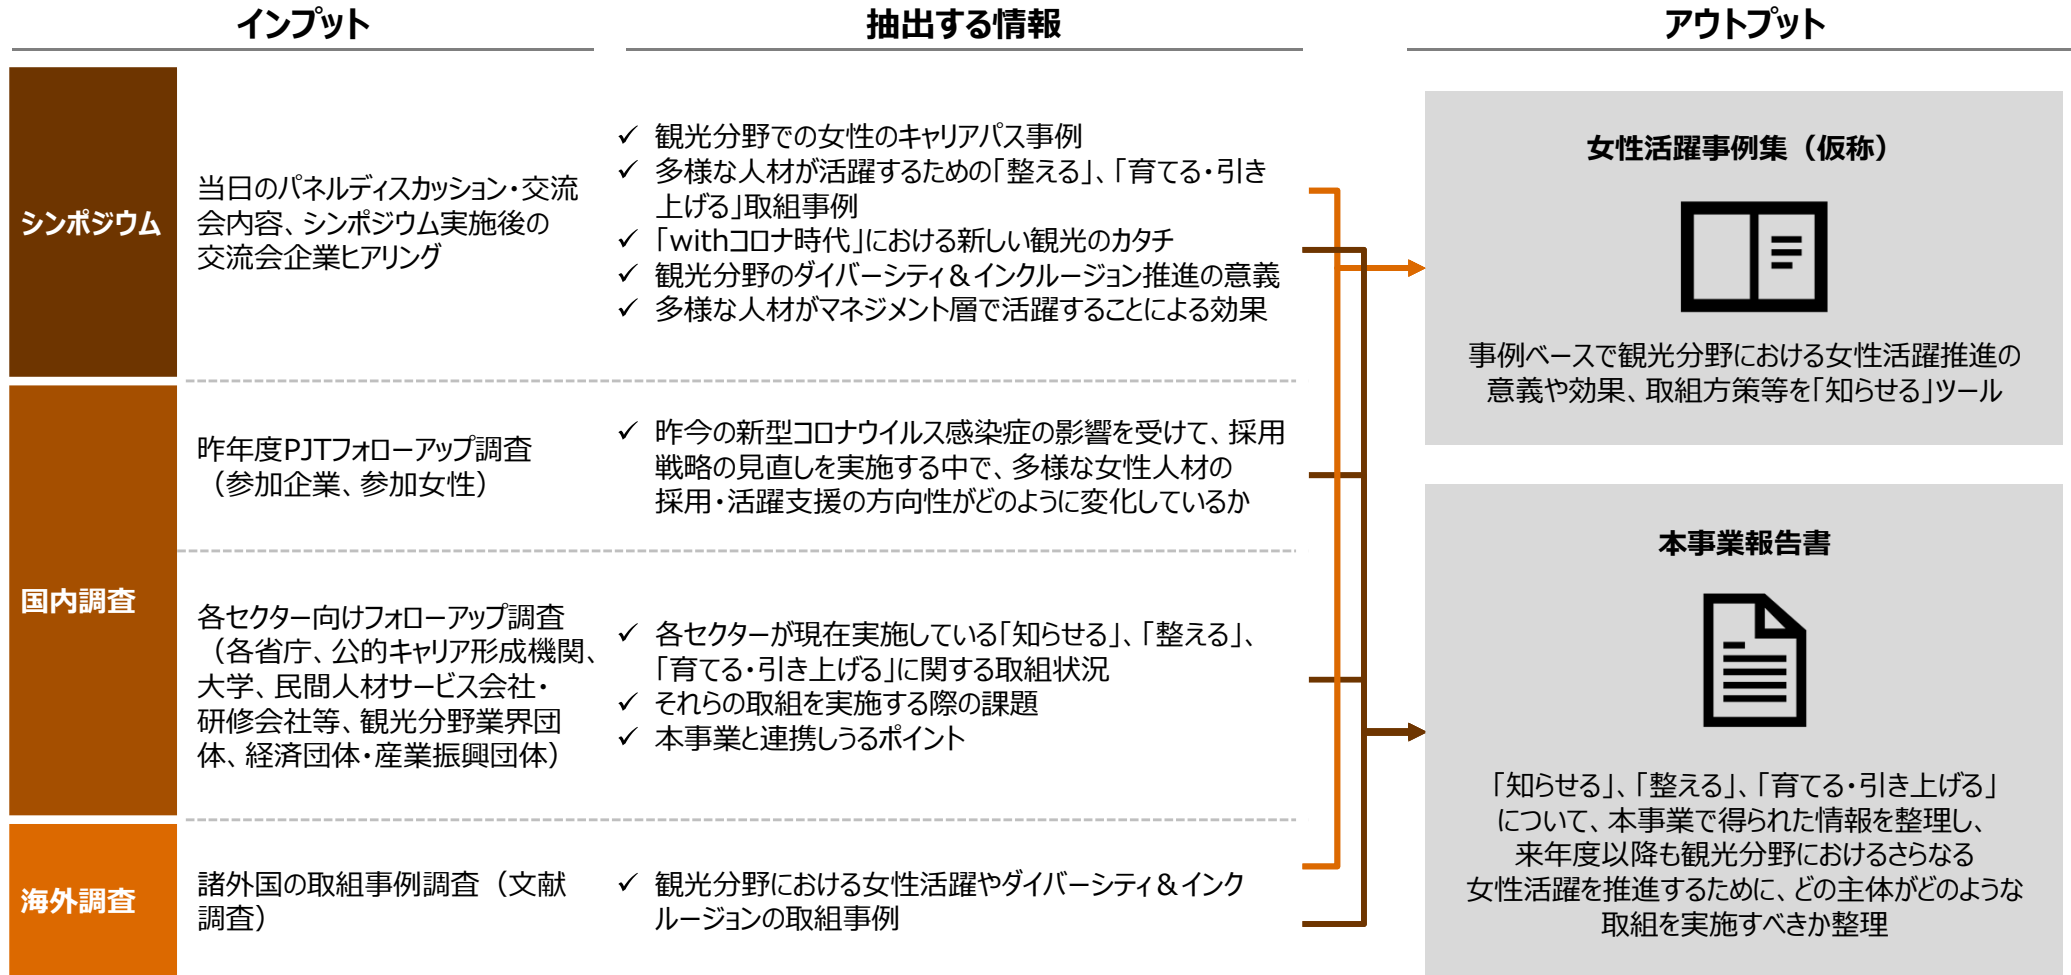 インプット
抽出する情報
アウトプット
シンポジウム
当日のパネルディスカッション・交流
会内容、シンポジウム実施後の
交流会企業ヒアリング
✓ 観光分野での女性のキャリアパス事例
✓ 多様な人材が活躍するための「整える」、「育てる・引き
上げる」取組事例
✓ 「withコロナ時代」における新しい観光のカタチ
✓ 観光分野のダイバーシティ＆インクルージョン推進の意義
✓ 多様な人材がマネジメント層で活躍することによる効果
国内調査
昨年度PJTフォローアップ調査
（参加企業、参加女性）
✓ 昨今の新型コロナウイルス感染症の影響を受けて、採用
戦略の見直しを実施する中で、多様な女性人材の
採用・活躍支援の方向性がどのように変化しているか
各セクター向けフォローアップ調査
（各省庁、公的キャリア形成機関、
大学、民間人材サービス会社・
研修会社等、観光分野業界団
体、経済団体・産業振興団体）
✓ 各セクターが現在実施している「知らせる」、「整える」、
「育てる・引き上げる」に関する取組状況
✓ それらの取組を実施する際の課題
✓ 本事業と連携しうるポイント
海外調査
諸外国の取組事例調査（文献
調査）
✓ 観光分野における女性活躍やダイバーシティ＆インク
ルージョンの取組事例
女性活躍事例集（仮称）
事例ベースで観光分野における女性活躍推進の
意義や効果、取組方策等を「知らせる」ツール
本事業報告書
「知らせる」、「整える」、「育てる・引き上げる」
について、本事業で得られた情報を整理し、
来年度以降も観光分野におけるさらなる
女性活躍を推進するために、どの主体がどのような
取組を実施すべきか整理